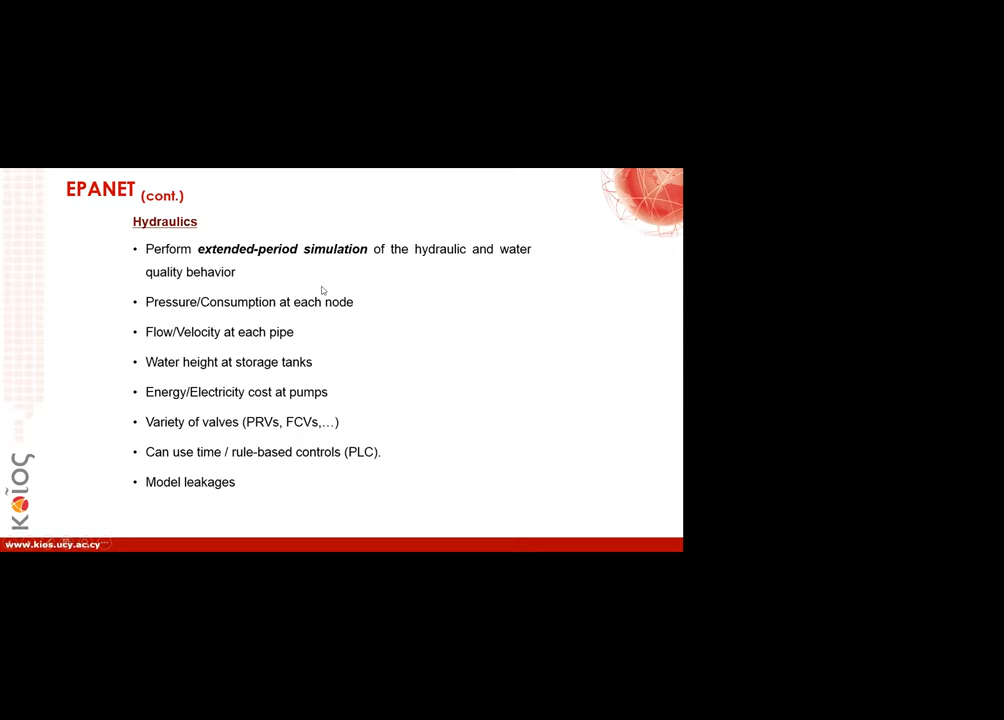 EPANET (cont.)
Hydraulics
• Perform extended-period simulation of the hydraulic and water
quality behavior
• Pressure/Consumption at each node
• Flow/Velocity at each pipe
• Water height at storage tanks
• Energy/Electricity cost at pumps
• Variety of valves (PRVs, FCVs,…)
• Can use time / rule-based controls (PLC).
• Model leakages
κοῖος
www.kios.ucy.ac.cy